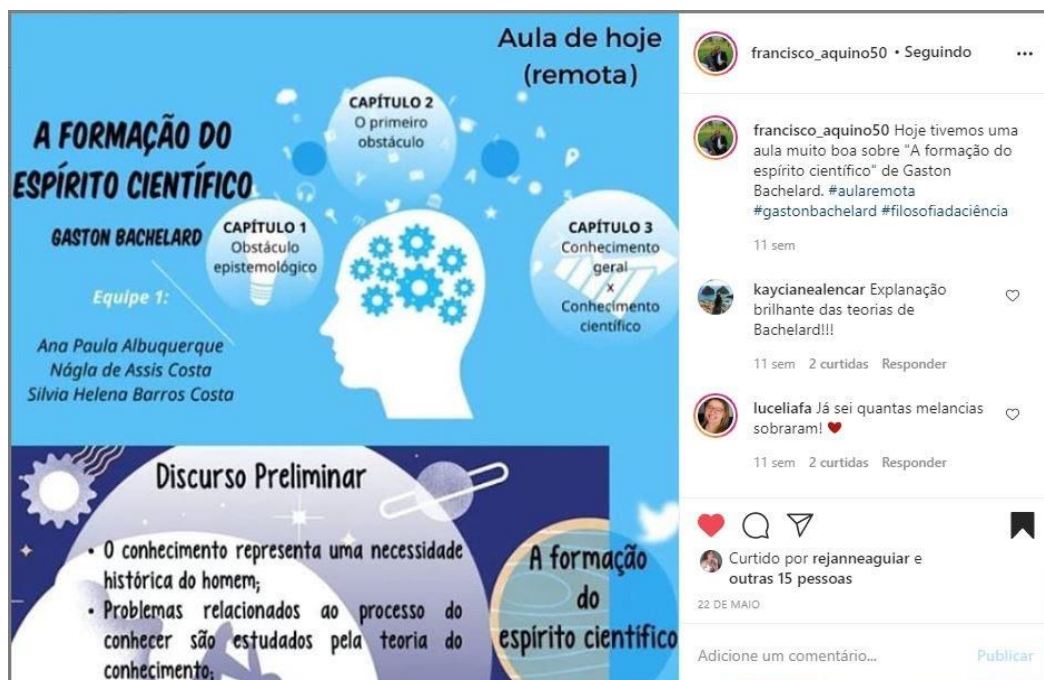 Aula de hoje
(remota)
A FORMAÇÃO DO
ESPÍRITO CIENTÍFICO
GASTON BACHELARD
Equipe 1:
Ana Paula Albuquerque
Nágla de Assis Costa
Silvia Helena Barros Costa
CAPÍTULO 1
Obstáculo
epistemológico
CAPÍTULO 2
O primeiro
obstáculo
CAPÍTULO 3
Conhecimento
geral
x
Conhecimento
científico
Discurso Preliminar
• O conhecimento representa uma necessidade
histórica do homem;
• Problemas relacionados ao processo do
conhecer são estudados pela teoria do
conhecimento;
A formação
do
espírito científico
francisco_aquino50 • Seguindo
francisco_aquino50 Hoje tivemos uma
aula muito boa sobre "A formação do
espírito científico" de Gaston
Bachelard. #aularemota
#gastonbachelard #filosofiadaciência
11 sem
kaycianealencar Explanação
brilhante das teorias de
Bachelard!!!
11 sem 2 curtidas Responder
luceliafa Já sei quantas melancias
sobraram!
11 sem 2 curtidas Responder
Curtido por rejanneaguiar e
outras 15 pessoas
22 DE MAIO
Adicione um comentário... Publicar